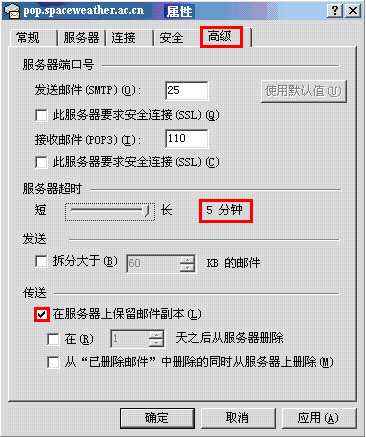 pop.spaceweather.ac.cn 属性
常规 服务器 连接 安全 高级
服务器端口号
发送邮件(SMTP)(O): 25 使用默认值(U)
此服务器要求安全连接(SSL)(Q)
接收邮件(POP3)(I): 110
此服务器要求安全连接(SSL)(C)
服务器超时
短 长 5 分钟
发送
拆分大于(B) 60 KB 的邮件
传送
在服务器上保留邮件副本(L)
在(R) 1 天之后从服务器删除
从“已删除邮件”中删除的同时从服务器上删除(M)
确定 取消 应用(A)